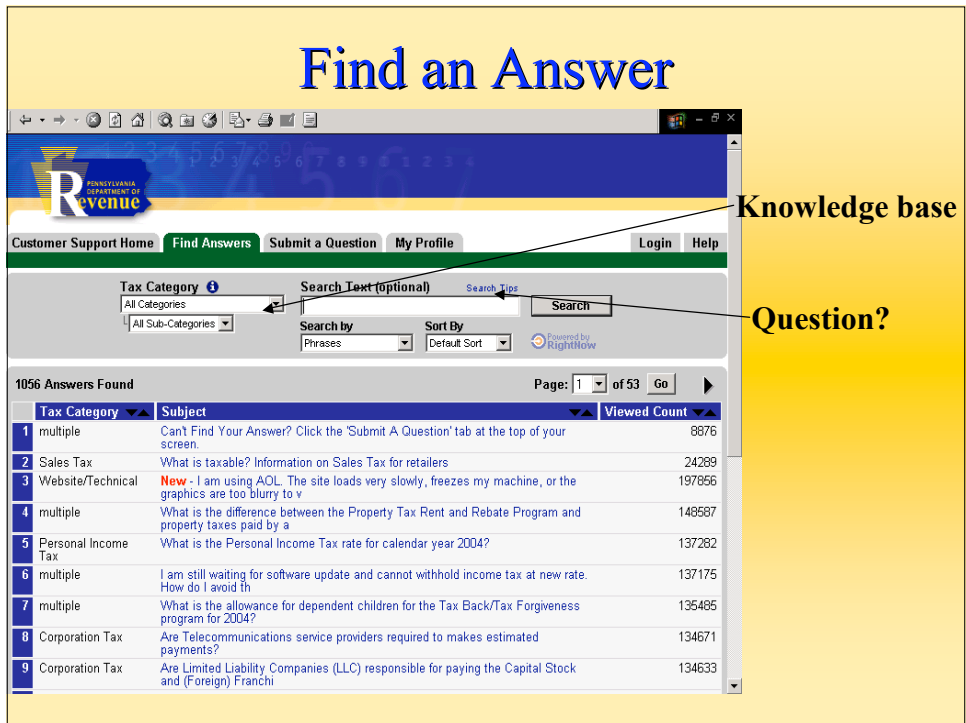 Find an Answer
PENNSYLVANIA
DEPARTMENT OF
Revenue
Knowledge base
Customer Support Home Find Answers Submit a Question My Profile Login Help
Tax Category Search Text (optional) Search Tips
All Categories Search
All Sub-Categories Search by Sort By
Phrases Default Sort Powered by
RightNow
Question?
1056 Answers Found Page: 1 of 53 Go
Tax Category Subject Viewed Count
1 multiple Can't Find Your Answer? Click the 'Submit A Question' tab at the top of your 8876
screen.
2 Sales Tax What is taxable? Information on Sales Tax for retailers 24289
3 Website/Technical New - I am using AOL. The site loads very slowly, freezes my machine, or the 197856
graphics are too blurry to v
4 multiple What is the difference between the Property Tax Rent and Rebate Program and 148587
property taxes paid by a
5 Personal Income What is the Personal Income Tax rate for calendar year 2004? 137282
Tax
6 multiple I am still waiting for software update and cannot withhold income tax at new rate. 137175
How do I avoid th
7 multiple What is the allowance for dependent children for the Tax Back/Tax Forgiveness 135485
program for 2004?
8 Corporation Tax Are Telecommunications service providers required to makes estimated 134671
payments?
9 Corporation Tax Are Limited Liability Companies (LLC) responsible for paying the Capital Stock 134633
and (Foreign) Franchi